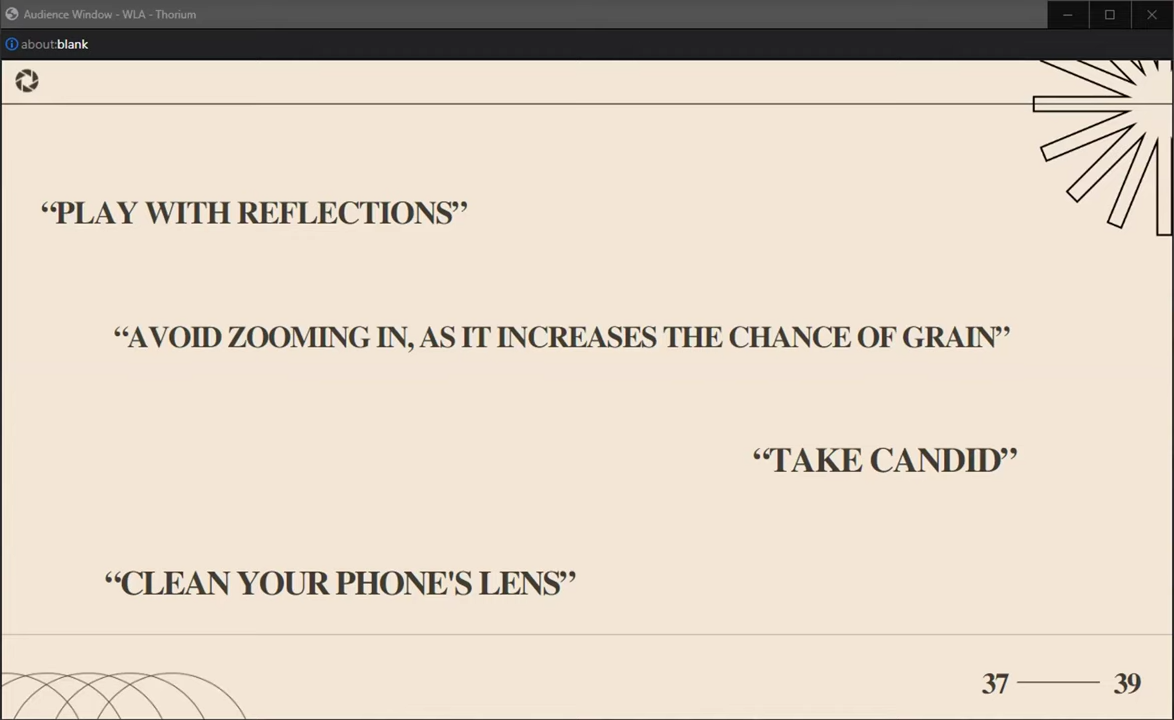 Audience Window - WLA - Thorium
about:blank
“PLAY WITH REFLECTIONS”
“AVOID ZOOMING IN, AS IT INCREASES THE CHANCE OF GRAIN”
“TAKE CANDID”
“CLEAN YOUR PHONE'S LENS”
37 39